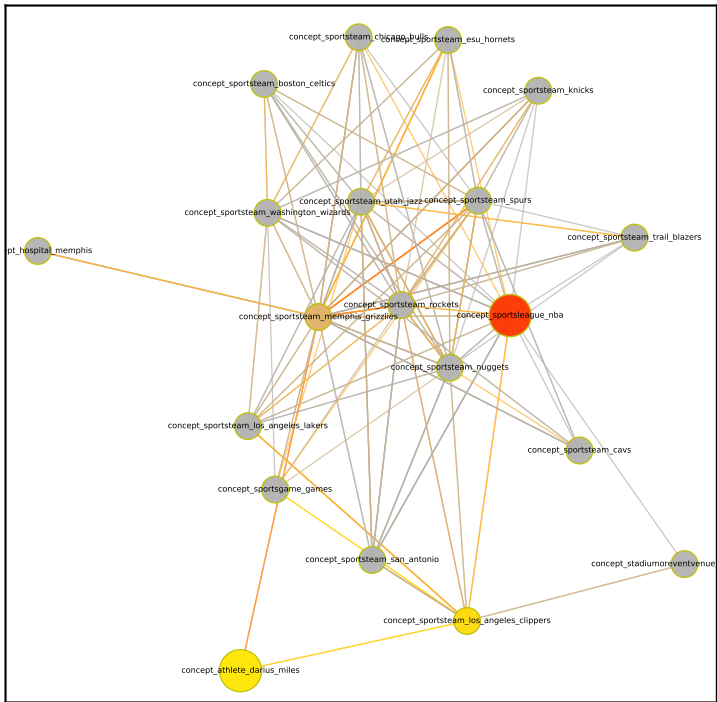 concept_sportsteam_chicago_bulls
concept_sportsteam_esu_hornets
concept_sportsteam_boston_celtics
concept_sportsteam_knicks
concept_sportsteam_utah_jazz
concept_sportsteam_spurs
concept_sportsteam_washington_wizards
concept_sportsteam_trail_blazers
pt_hospital_memphis
concept_sportsteam_rockets
concept_sportsteam_memphis_grizzlies
concept_sportsleague_nba
concept_sportsteam_nuggets
concept_sportsteam_los_angeles_lakers
concept_sportsteam_cavs
concept_sportsgame_games
concept_sportsteam_san_antonio
concept_stadiumoreventvenue_
concept_sportsteam_los_angeles_clippers
concept_athlete_darius_miles